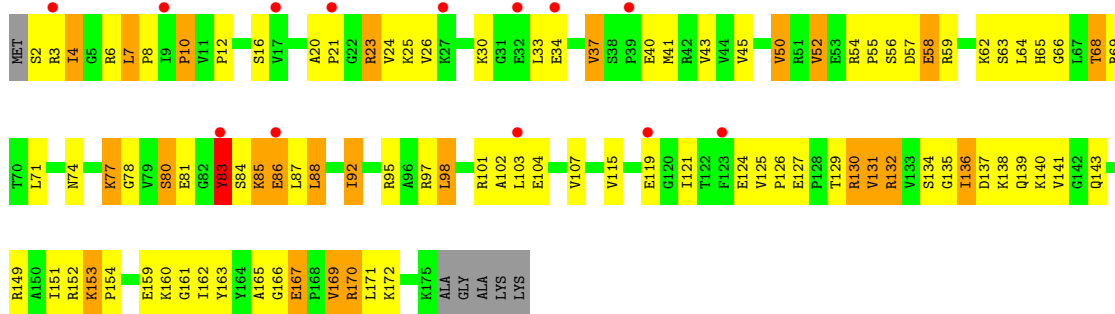 MET S2 R3 I4 G5 R6 L7 P8 I9 P10 V11 P12 S16 V17 A20 P21 G22 R23 V24 K25 V26 K27 K30 G31 E32 L33 E34 V37 S38 P39 E40 M41 R42 V43 V44 V45 V50 R51 V52 E53 R54 P55 S56 D57 E58 R59 K62 S63 L64 H65 G66 L67 T68
T70 L71 N74 K77 G78 V79 S80 E81 G82 Y83 S84 K85 E86 L87 L88 I92 R95 A96 R97 L98 R101 A102 L103 E104 V107 V115 E119 G120 I121 T122 F123 E124 V125 P126 E127 P128 T129 R130 V131 R132 V133 S134 G135 I136 D137 K138 Q139 K140 V141 G142 Q143
R149 A150 I151 R152 K153 P154 E159 K160 G161 I162 Y163 Y164 A165 G166 E167 P168 V169 R170 L171 K172 K175 ALA GLY ALA LYS LYS